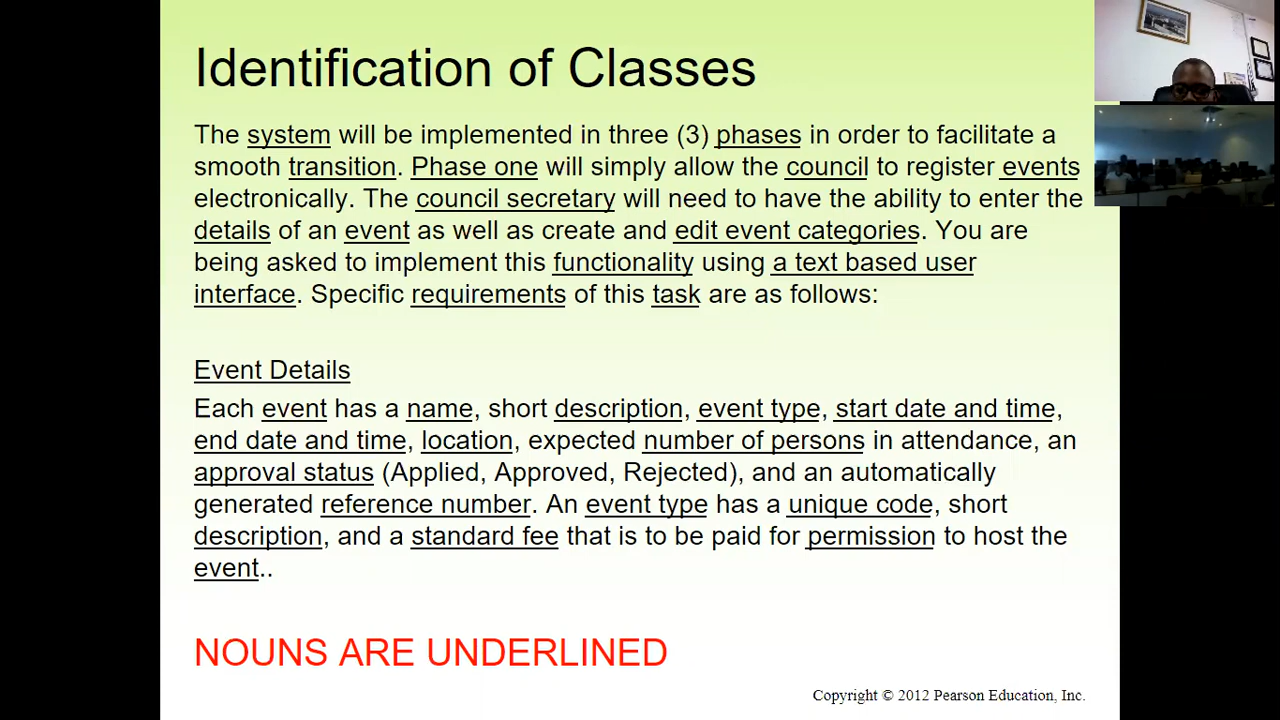 Identification of Classes
The system will be implemented in three (3) phases in order to facilitate a
smooth transition. Phase one will simply allow the council to register events
electronically. The council secretary will need to have the ability to enter the
details of an event as well as create and edit event categories. You are
being asked to implement this functionality using a text based user
interface. Specific requirements of this task are as follows:
Event Details
Each event has a name, short description, event type, start date and time,
end date and time, location, expected number of persons in attendance, an
approval status (Applied, Approved, Rejected), and an automatically
generated reference number. An event type has a unique code, short
description, and a standard fee that is to be paid for permission to host the
event..
NOUNS ARE UNDERLINED
Copyright © 2012 Pearson Education, Inc.